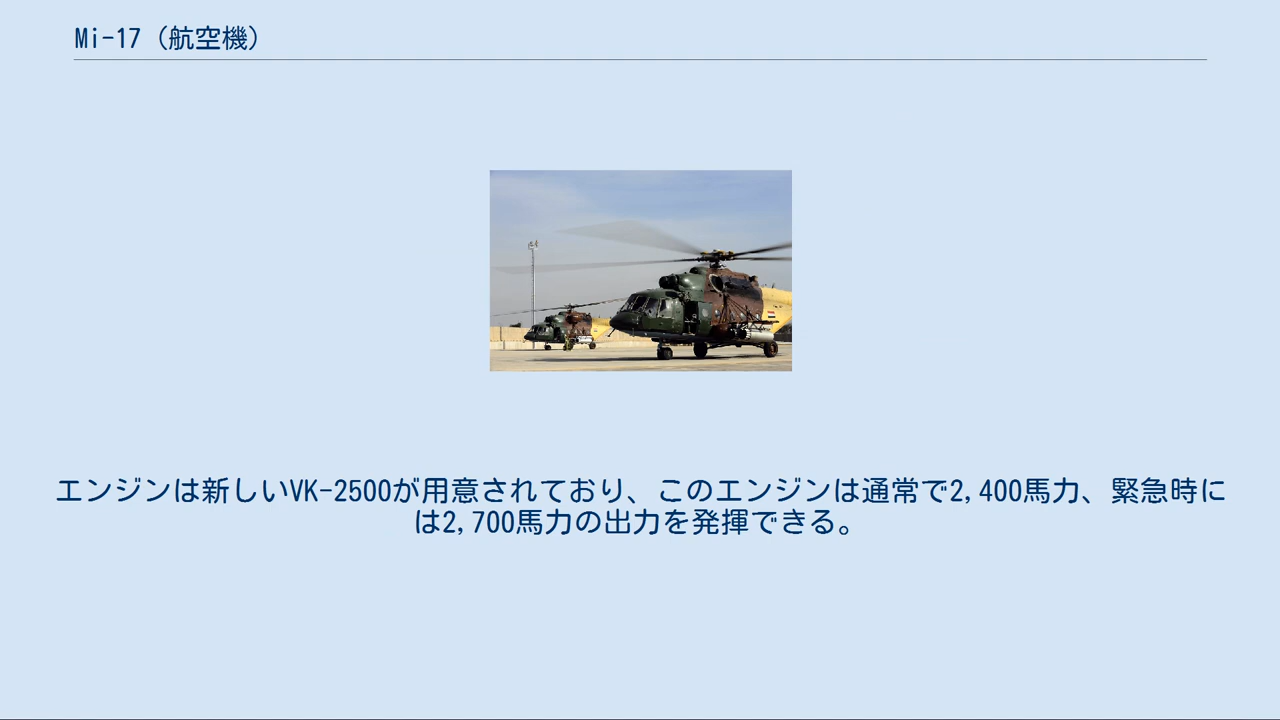 Mi-17（航空機）
エンジンは新しいVK-2500が用意されており、このエンジンは通常で2,400馬力、緊急時に
は2,700馬力の出力を発揮できる。